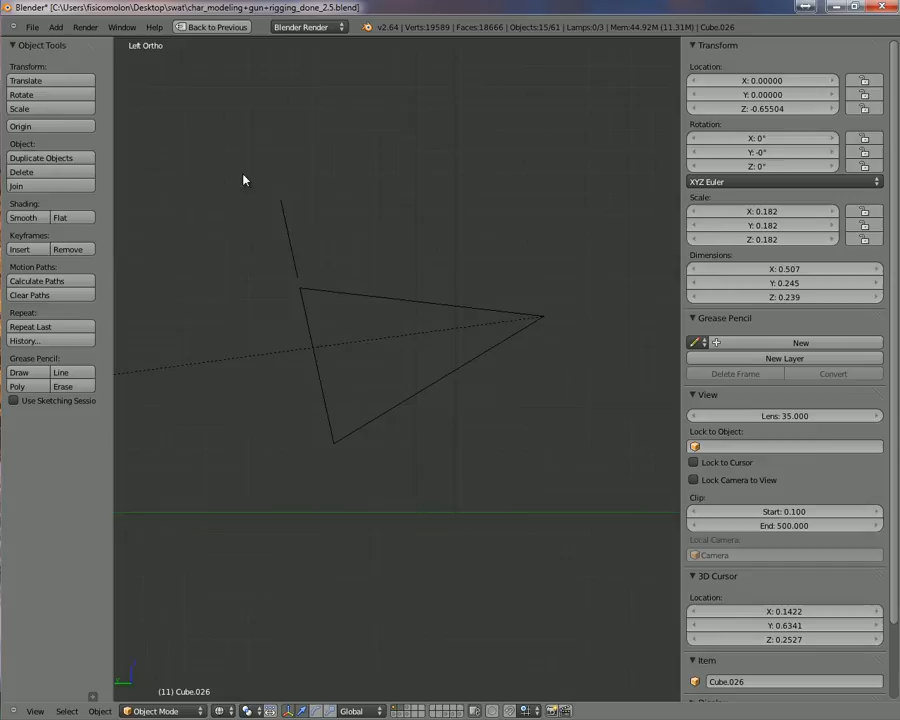 Blender* [C:\Users\fisicomolon\Desktop\swat\char_modeling+gun+rigging_done_2.5.blend]
File Add Render Window Help Back to Previous Blender Render v2.64 | Verts:19589 | Faces:18666 | Objects:15/61 | Lamps:0/3 | Mem:44.92M (11.31M) | Cube.026
Object Tools
Transform:
Translate
Rotate
Scale
Origin
Object:
Duplicate Objects
Delete
Join
Shading:
Smooth Flat
Keyframes:
Insert Remove
Motion Paths:
Calculate Paths
Clear Paths
Repeat:
Repeat Last
History...
Grease Pencil:
Draw Line
Poly Erase
Use Sketching Sessio
Left Ortho
y
(11) Cube.026
Transform
Location:
X: 0.00000
Y: 0.00000
Z: -0.65504
Rotation:
X: 0°
Y: -0°
Z: 0°
XYZ Euler
Scale:
X: 0.182
Y: 0.182
Z: 0.182
Dimensions:
X: 0.507
Y: 0.245
Z: 0.239
Grease Pencil
New
New Layer
Delete Frame Convert
View
Lens: 35.000
Lock to Object:
Lock to Cursor
Lock Camera to View
Clip:
Start: 0.100
End: 500.000
Local Camera:
Camera
3D Cursor
Location:
X: 0.1422
Y: 0.6341
Z: 0.2527
Item
Cube.026
View Select Object Object Mode Global